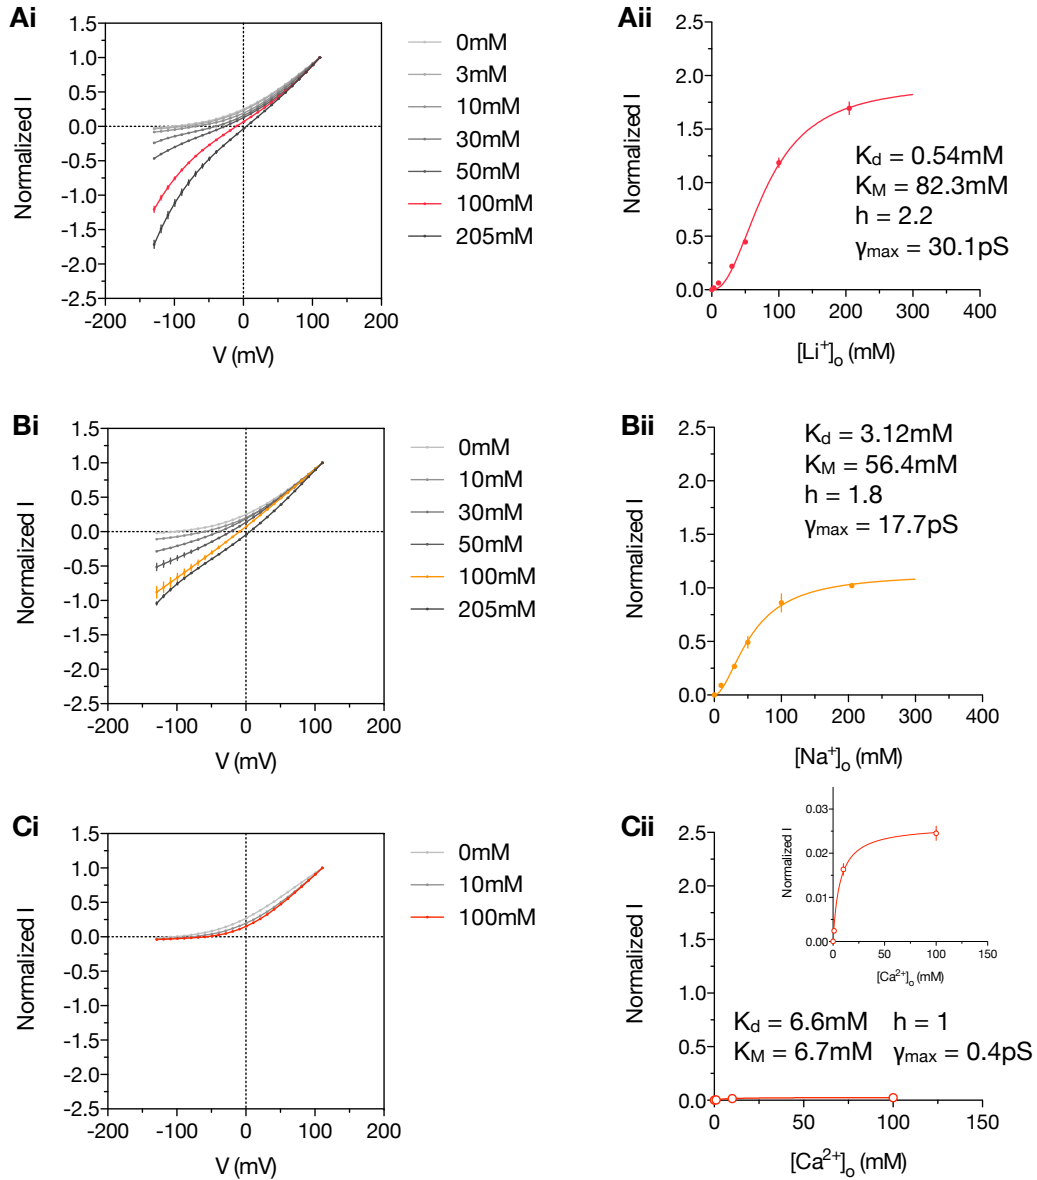 Ai
Normalized I
1.5
1.0
0.5
0.0
-0.5
-1.0
-1.5
-2.0
-2.5
-200 -100 0 100 200
V (mV)
0mM
3mM
10mM
30mM
50mM
100mM
205mM
Aii
Normalized I
2.5
2.0
1.5
1.0
0.5
0.0
0 100 200 300 400
[Li⁺]ₒ (mM)
K_d = 0.54mM
K_M = 82.3mM
h = 2.2
γ_max = 30.1pS
Bi
Normalized I
1.5
1.0
0.5
0.0
-0.5
-1.0
-1.5
-2.0
-2.5
-200 -100 0 100 200
V (mV)
0mM
10mM
30mM
50mM
100mM
205mM
Bii
Normalized I
2.5
2.0
1.5
1.0
0.5
0.0
0 100 200 300 400
[Na⁺]ₒ (mM)
K_d = 3.12mM
K_M = 56.4mM
h = 1.8
γ_max = 17.7pS
Ci
Normalized I
1.5
1.0
0.5
0.0
-0.5
-1.0
-1.5
-2.0
-2.5
-200 -100 0 100 200
V (mV)
0mM
10mM
100mM
Cii
Normalized I
2.5
2.0
1.5
1.0
0.5
0.0
0 50 100 150
[Ca²⁺]ₒ (mM)
Normalized I
0.03
0.02
0.01
0.00
0 50 100 150
[Ca²⁺]ₒ (mM)
K_d = 6.6mM h = 1
K_M = 6.7mM γ_max = 0.4pS